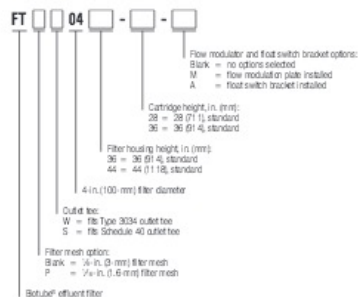 FT 04 - -
Flow modulator and float switch bracket options:
Blank = no options selected
M = flow modulation plate installed
A = float switch bracket installed
Cartridge height, in. (mm):
28 = 28 (711), standard
36 = 36 (914), standard
Filter housing height, in. (mm):
36 = 36 (914), standard
44 = 44 (1118), standard
4-in. (100-mm) filter diameter
Outlet tee:
W = fits Type 3034 outlet tee
S = fits Schedule 40 outlet tee
Filter mesh option:
Blank = ⅛-in. (3-mm) filter mesh
P = ¹⁄₁₆-in. (1.6-mm) filter mesh
Biotube® effluent filter